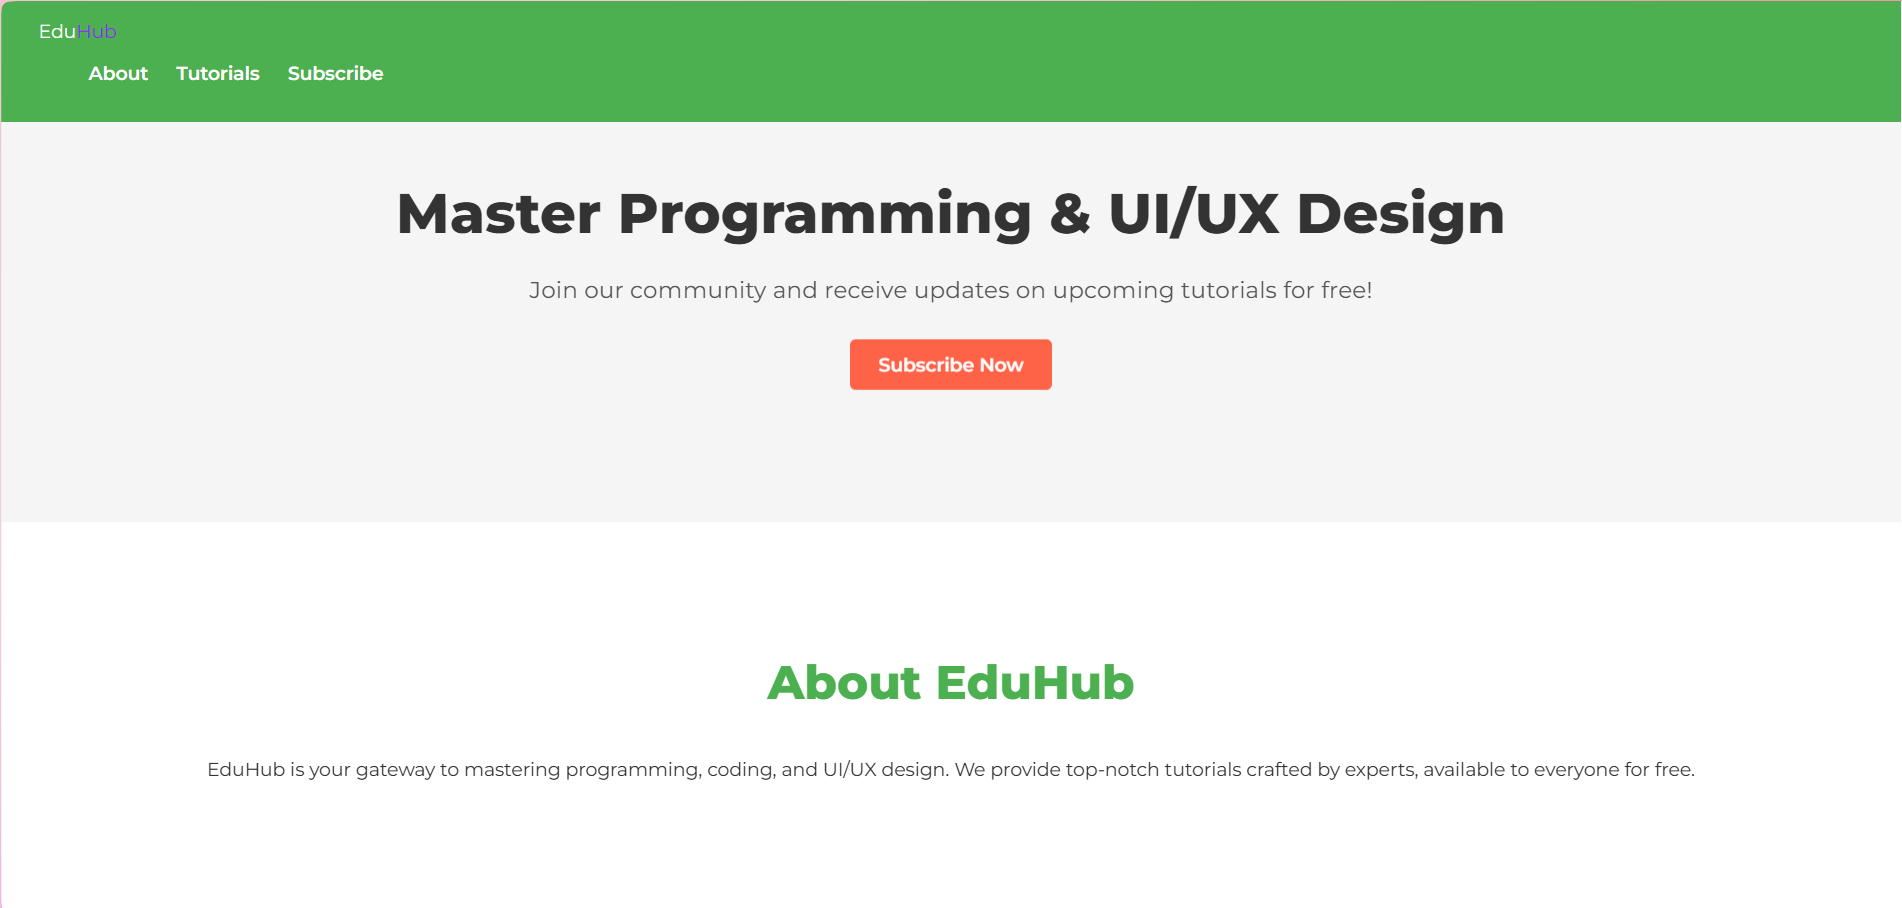 EduHub
About Tutorials Subscribe
Master Programming & UI/UX Design
Join our community and receive updates on upcoming tutorials for free!
Subscribe Now
About EduHub
EduHub is your gateway to mastering programming, coding, and UI/UX design. We provide top-notch tutorials crafted by experts, available to everyone for free.